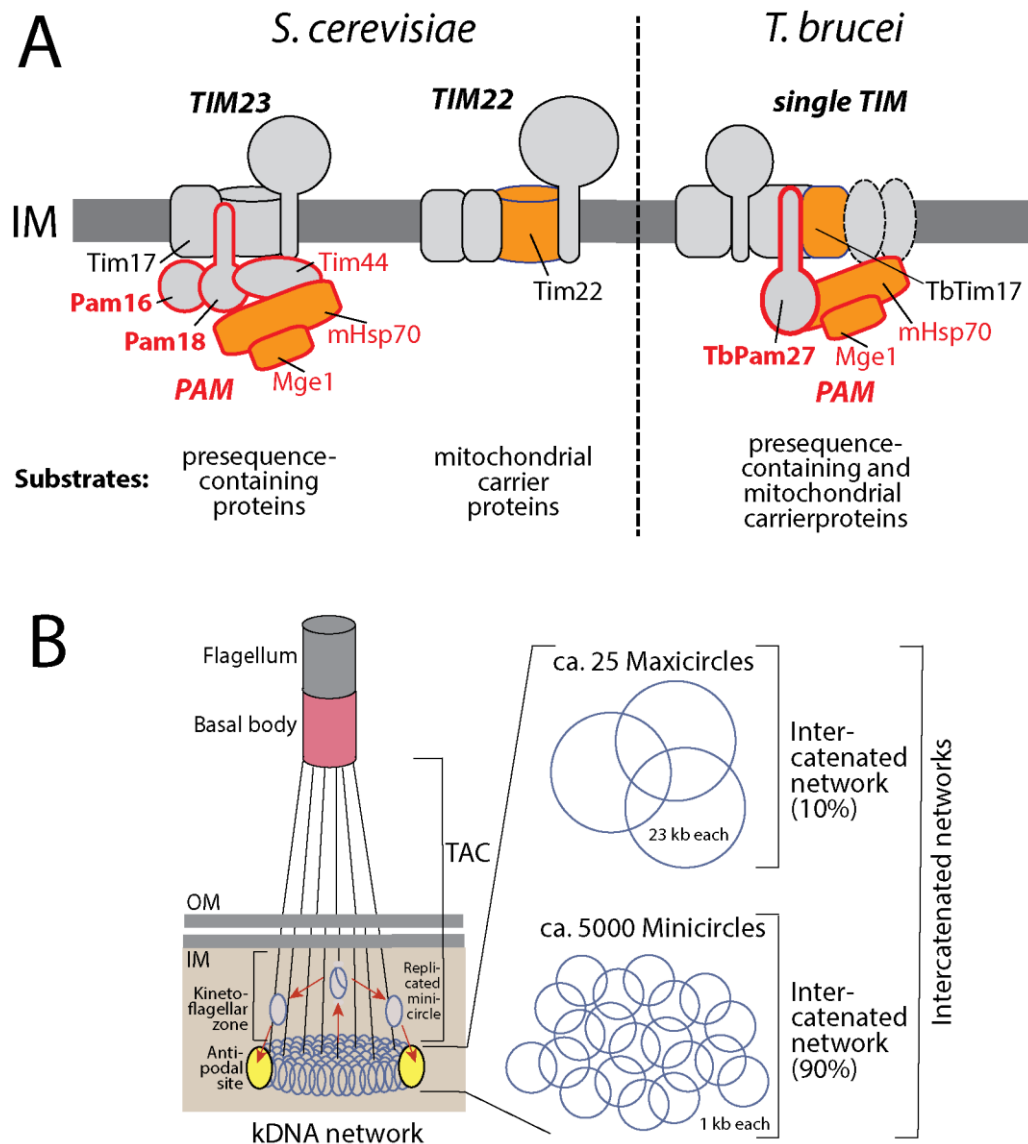 A
S. cerevisiae
T. brucei
TIM23
TIM22
single TIM
IM
Tim17
Tim44
Pam16
Pam18
mHsp70
Mge1
PAM
Tim22
TbTim17
mHsp70
TbPam27
Mge1
PAM
Substrates:
presequence-
containing
proteins
mitochondrial
carrier
proteins
presequence-
containing and
mitochondrial
carrierproteins
B
Flagellum
Basal body
TAC
OM
IM
Kineto-
flagellar
zone
Repli-
cated mini-
circle
Anti-
podal
site
kDNA network
ca. 25 Maxicircles
23 kb each
Inter-
catenated
network
(10%)
ca. 5000 Minicircles
1 kb each
Inter-
catenated
network
(90%)
Intercatenated networks